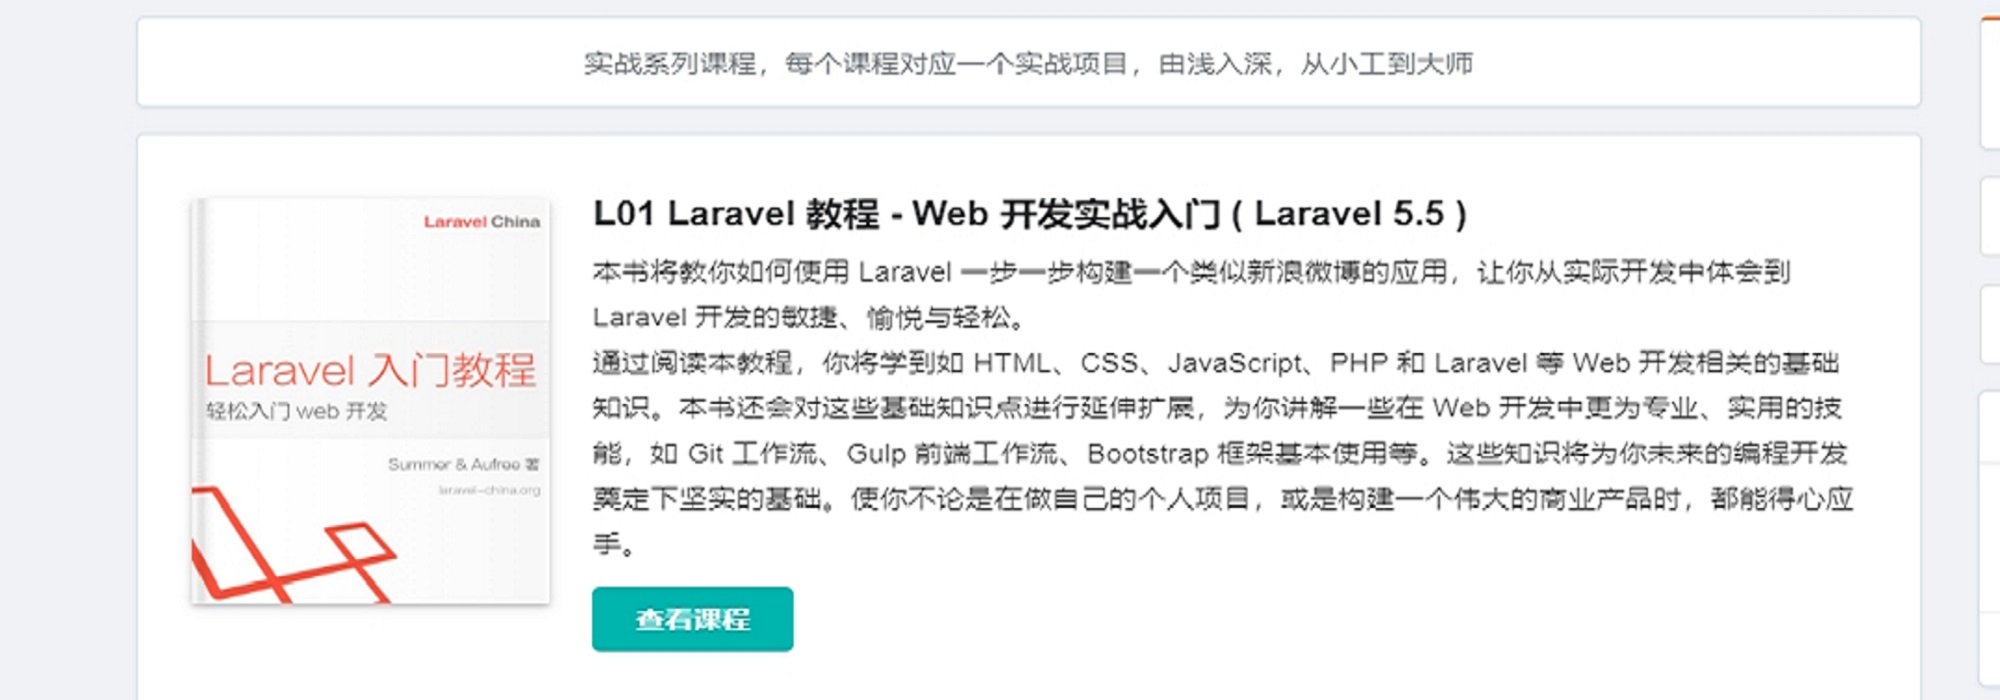 实战系列课程，每个课程对应一个实战项目，由浅入深，从小工到大师
Laravel China
Laravel 入门教程
轻松入门 web 开发
Summer & Aufree 著
laravel-china.org
L01 Laravel 教程 - Web 开发实战入门 ( Laravel 5.5 )
本书将教你如何使用 Laravel 一步一步构建一个类似新浪微博的应用，让你从实际开发中体会到
Laravel 开发的敏捷、愉悦与轻松。
通过阅读本教程，你将学到如 HTML、CSS、JavaScript、PHP 和 Laravel 等 Web 开发相关的基础
知识。本书还会对这些基础知识点进行延伸扩展，为你讲解一些在 Web 开发中更为专业、实用的技
能，如 Git 工作流、Gulp 前端工作流、Bootstrap 框架基本使用等。这些知识将为你未来的编程开发
奠定下坚实的基础。使你不论是在做自己的个人项目，或是构建一个伟大的商业产品时，都能得心应
手。
查看课程